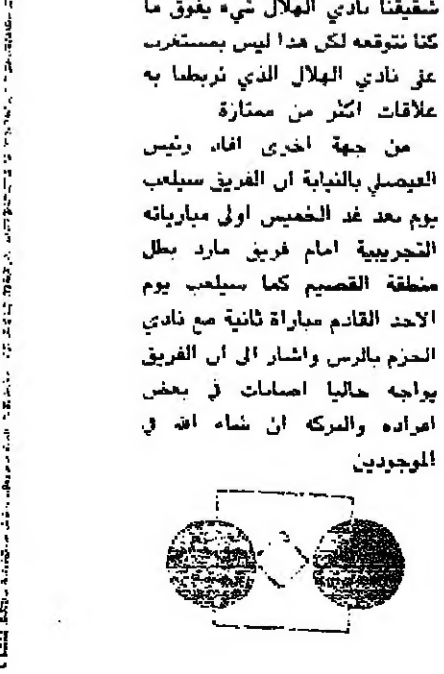 شقيقنا نادي الهلال شيء يفوق ما
كنا نتوقعه لكن هذا ليس بمستغرب
على نادي الهلال الذي تربطنا به
علاقات اكثر من ممتازة
من جهة اخرى افاد رئيس
الفيصلي بالنيابة ان الفريق سيلعب
يوم بعد غد الخميس اولى مبارياته
التجريبية امام فريق مارد بطل
منطقة القصيم كما سيلعب يوم
الاحد القادم مباراة ثانية مع نادي
الحزم بالرس واشار الى ان الفريق
يواجه حاليا اصابات في بعض
افراده والبركه ان شاء الله في
الموجودين